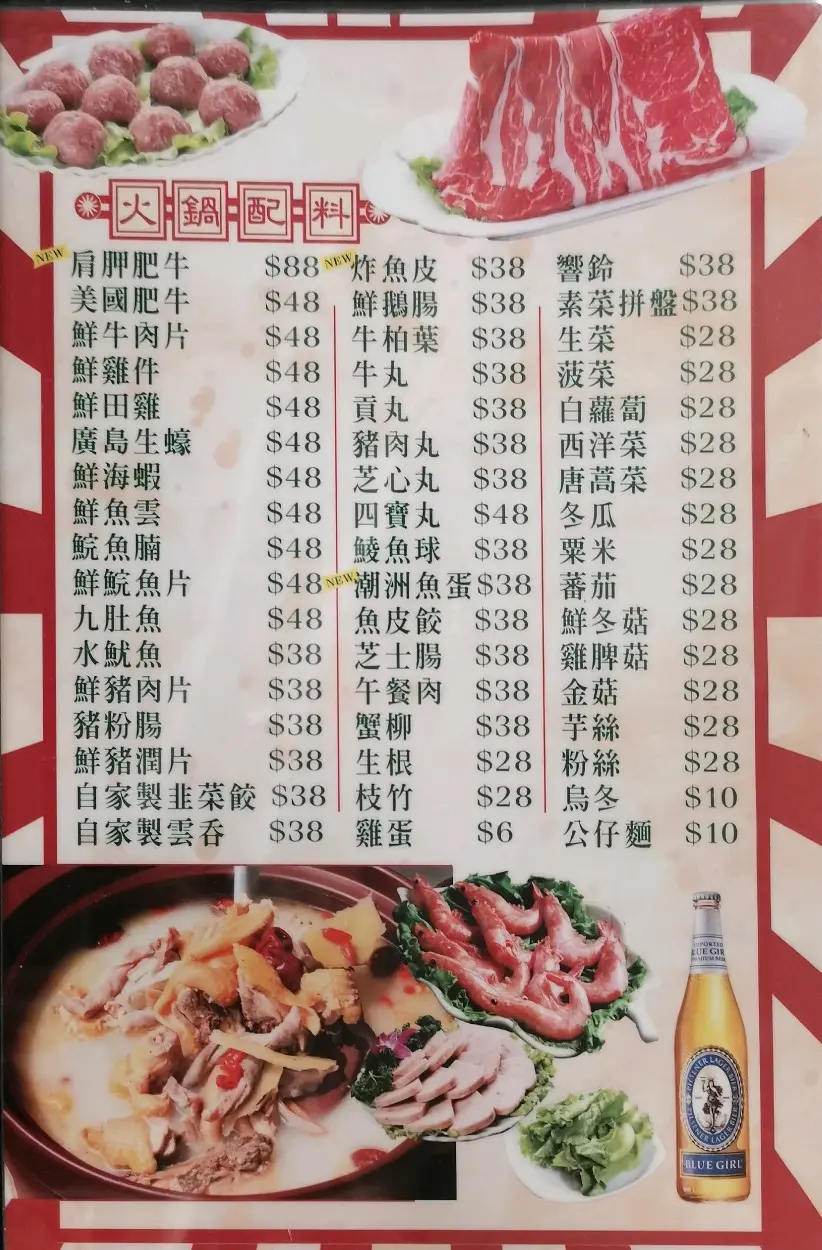 火鍋配料
NEW
肩胛肥牛 $88
美國肥牛 $48
鮮牛肉片 $48
鮮雞件 $48
鮮田雞 $48
廣島生蠔 $48
鮮海蝦 $48
鮮魚雲 $48
鯇魚腩 $48
鮮鯇魚片 $48
九肚魚 $48
水魷魚 $38
鮮豬肉片 $38
豬粉腸 $38
鮮豬潤片 $38
自家製韭菜餃 $38
自家製雲吞 $38
NEW
炸魚皮 $38
鮮鵝腸 $38
牛柏葉 $38
牛丸 $38
貢丸 $38
豬肉丸 $38
芝心丸 $38
四寶丸 $48
鯪魚球 $38
NEW
潮洲魚蛋 $38
魚皮餃 $38
芝士腸 $38
午餐肉 $38
蟹柳 $38
生根 $28
枝竹 $28
雞蛋 $6
響鈴 $38
素菜拼盤 $38
生菜 $28
菠菜 $28
白蘿蔔 $28
西洋菜 $28
唐蒿菜 $28
冬瓜 $28
粟米 $28
蕃茄 $28
鮮冬菇 $28
雞脾菇 $28
金菇 $28
芋絲 $28
粉絲 $28
烏冬 $10
公仔麵 $10
IMPORTED
BLUE GIRL
PREMIUM BEER
PILSENER LAGER BIER
PILSENER LAGER BIER
BLUE GIRL